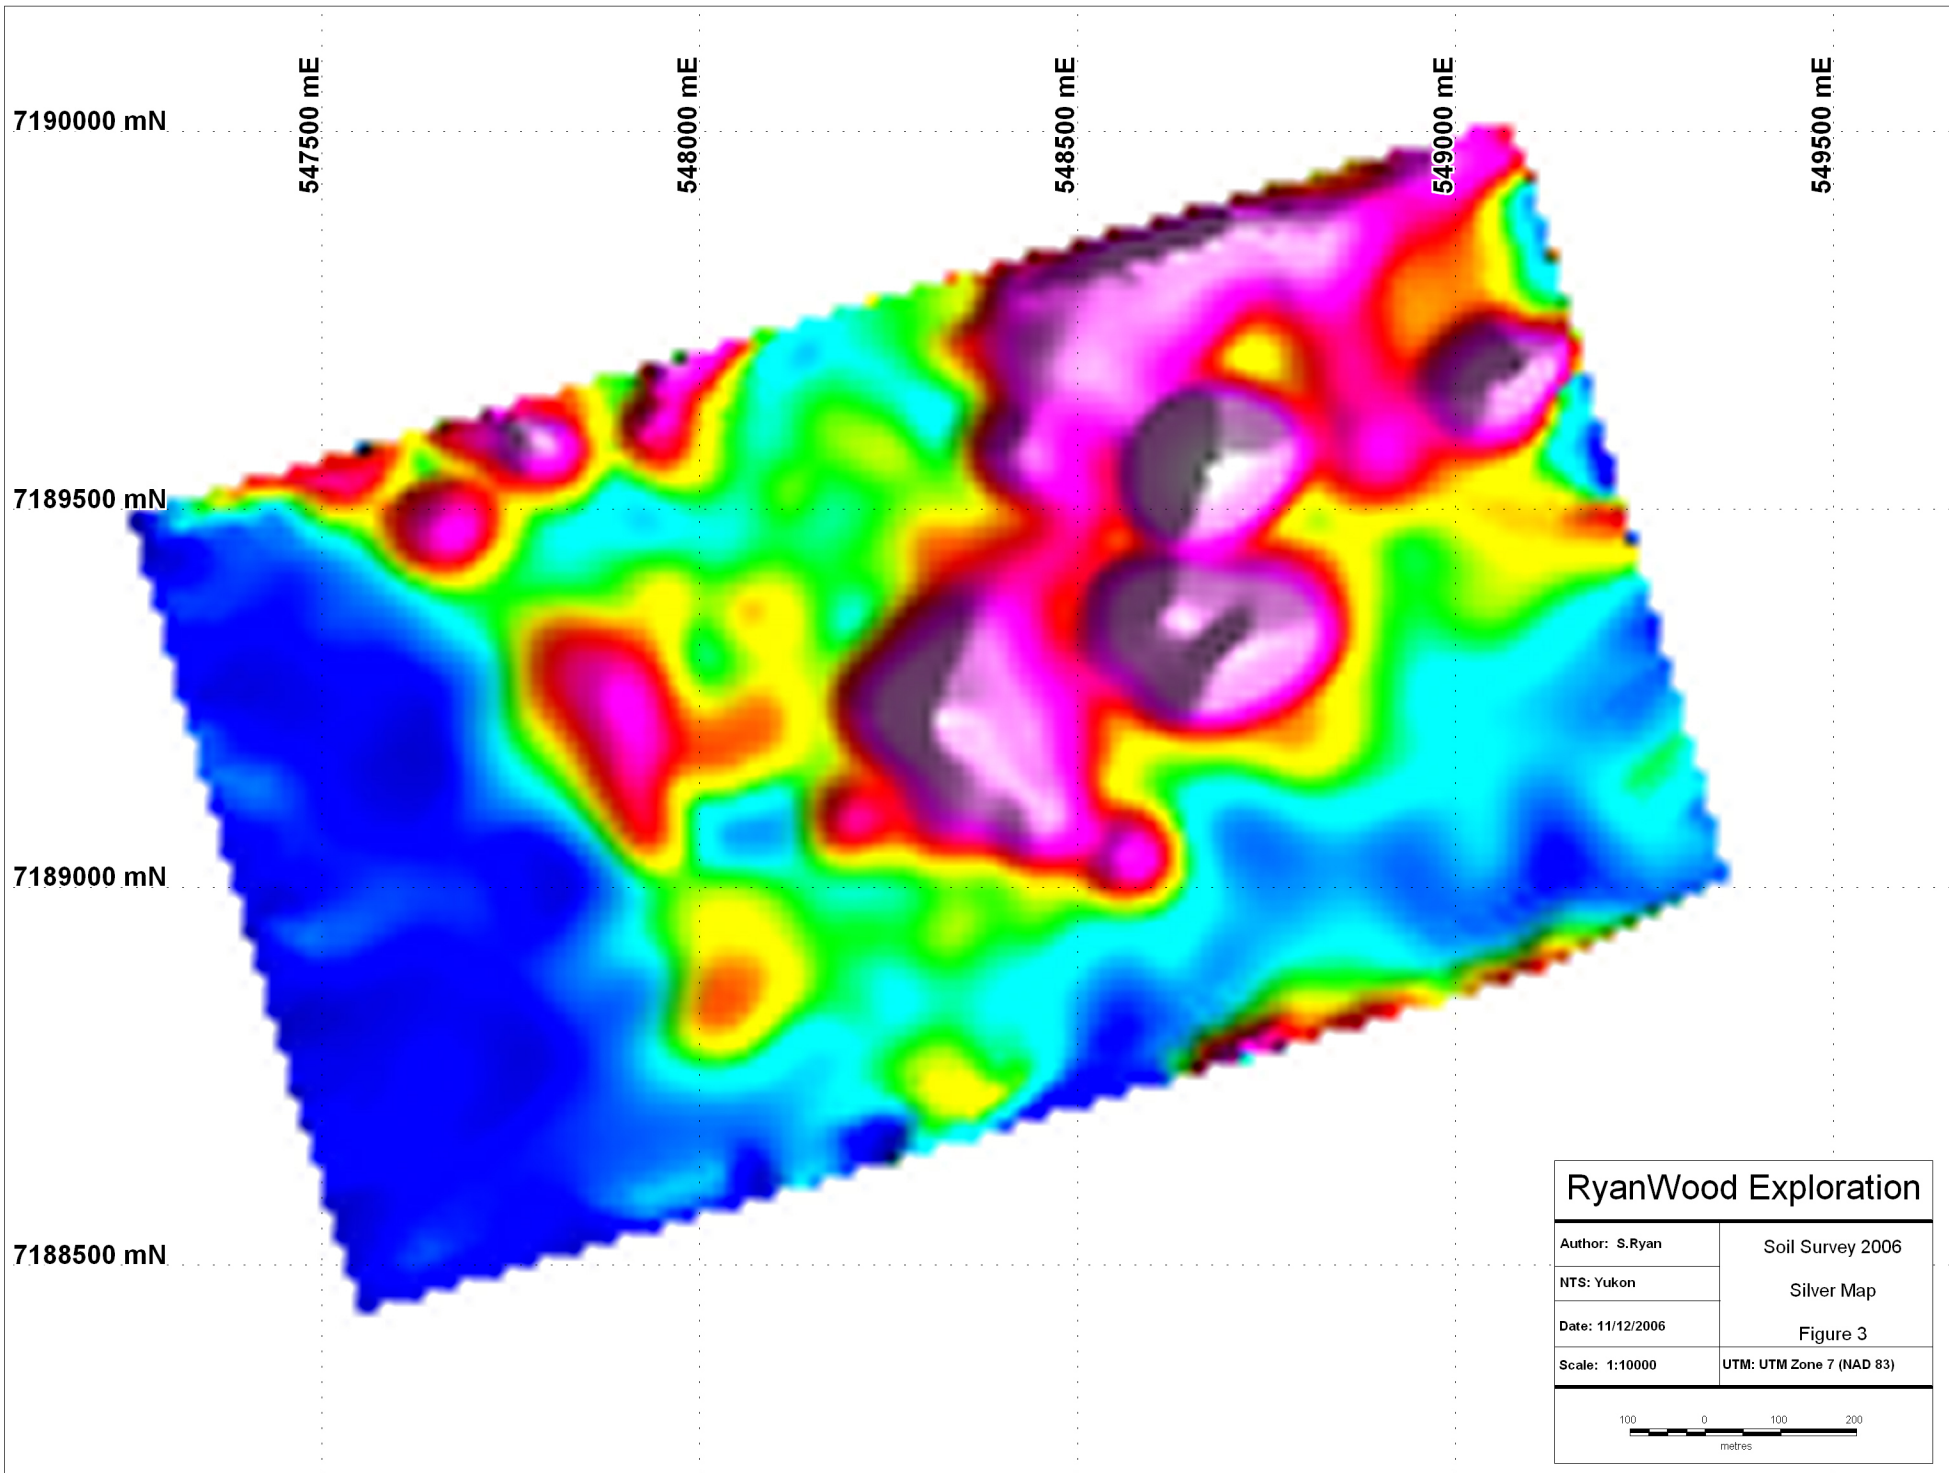 547500 mE
548000 mE
548500 mE
549000 mE
549500 mE
7190000 mN
7189500 mN
7189000 mN
7188500 mN
RyanWood Exploration
Author: S.Ryan
NTS: Yukon
Date: 11/12/2006
Scale: 1:10000
Soil Survey 2006
Silver Map
Figure 3
UTM: UTM Zone 7 (NAD 83)
100 0 100 200
metres